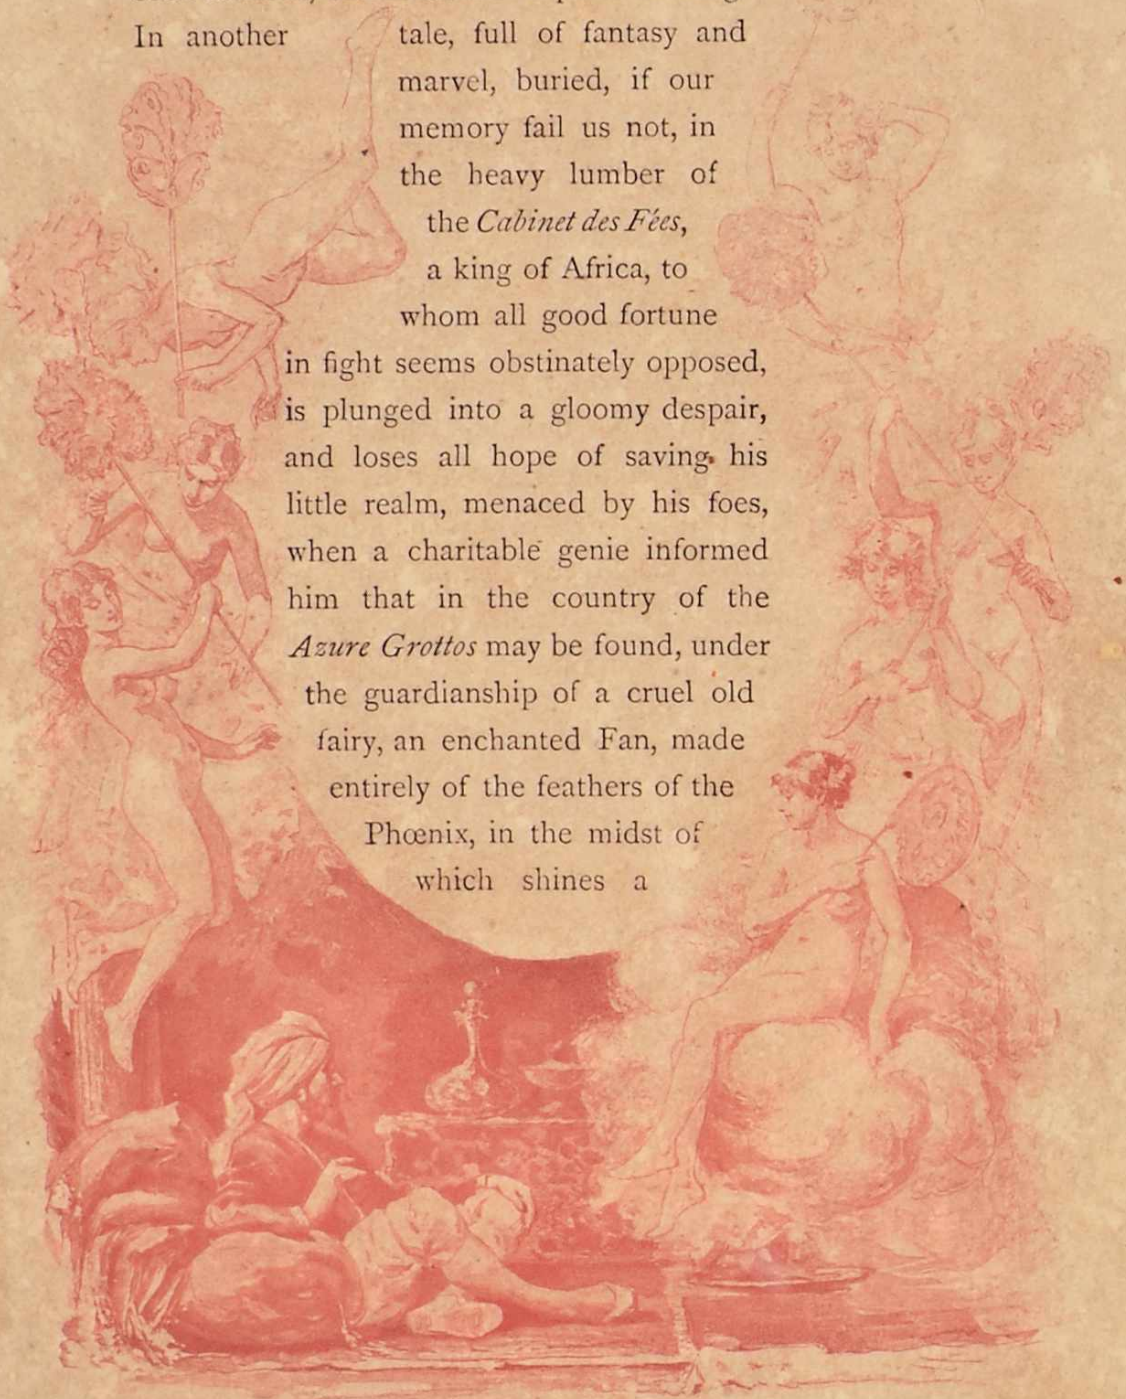 In another tale, full of fantasy and
marvel, buried, if our
memory fail us not, in
the heavy lumber of
the Cabinet des Fées,
a king of Africa, to
whom all good fortune
in fight seems obstinately opposed,
is plunged into a gloomy despair,
and loses all hope of saving his
little realm, menaced by his foes,
when a charitable genie informed
him that in the country of the
Azure Grottos may be found, under
the guardianship of a cruel old
fairy, an enchanted Fan, made
entirely of the feathers of the
Phœnix, in the midst of
which shines a